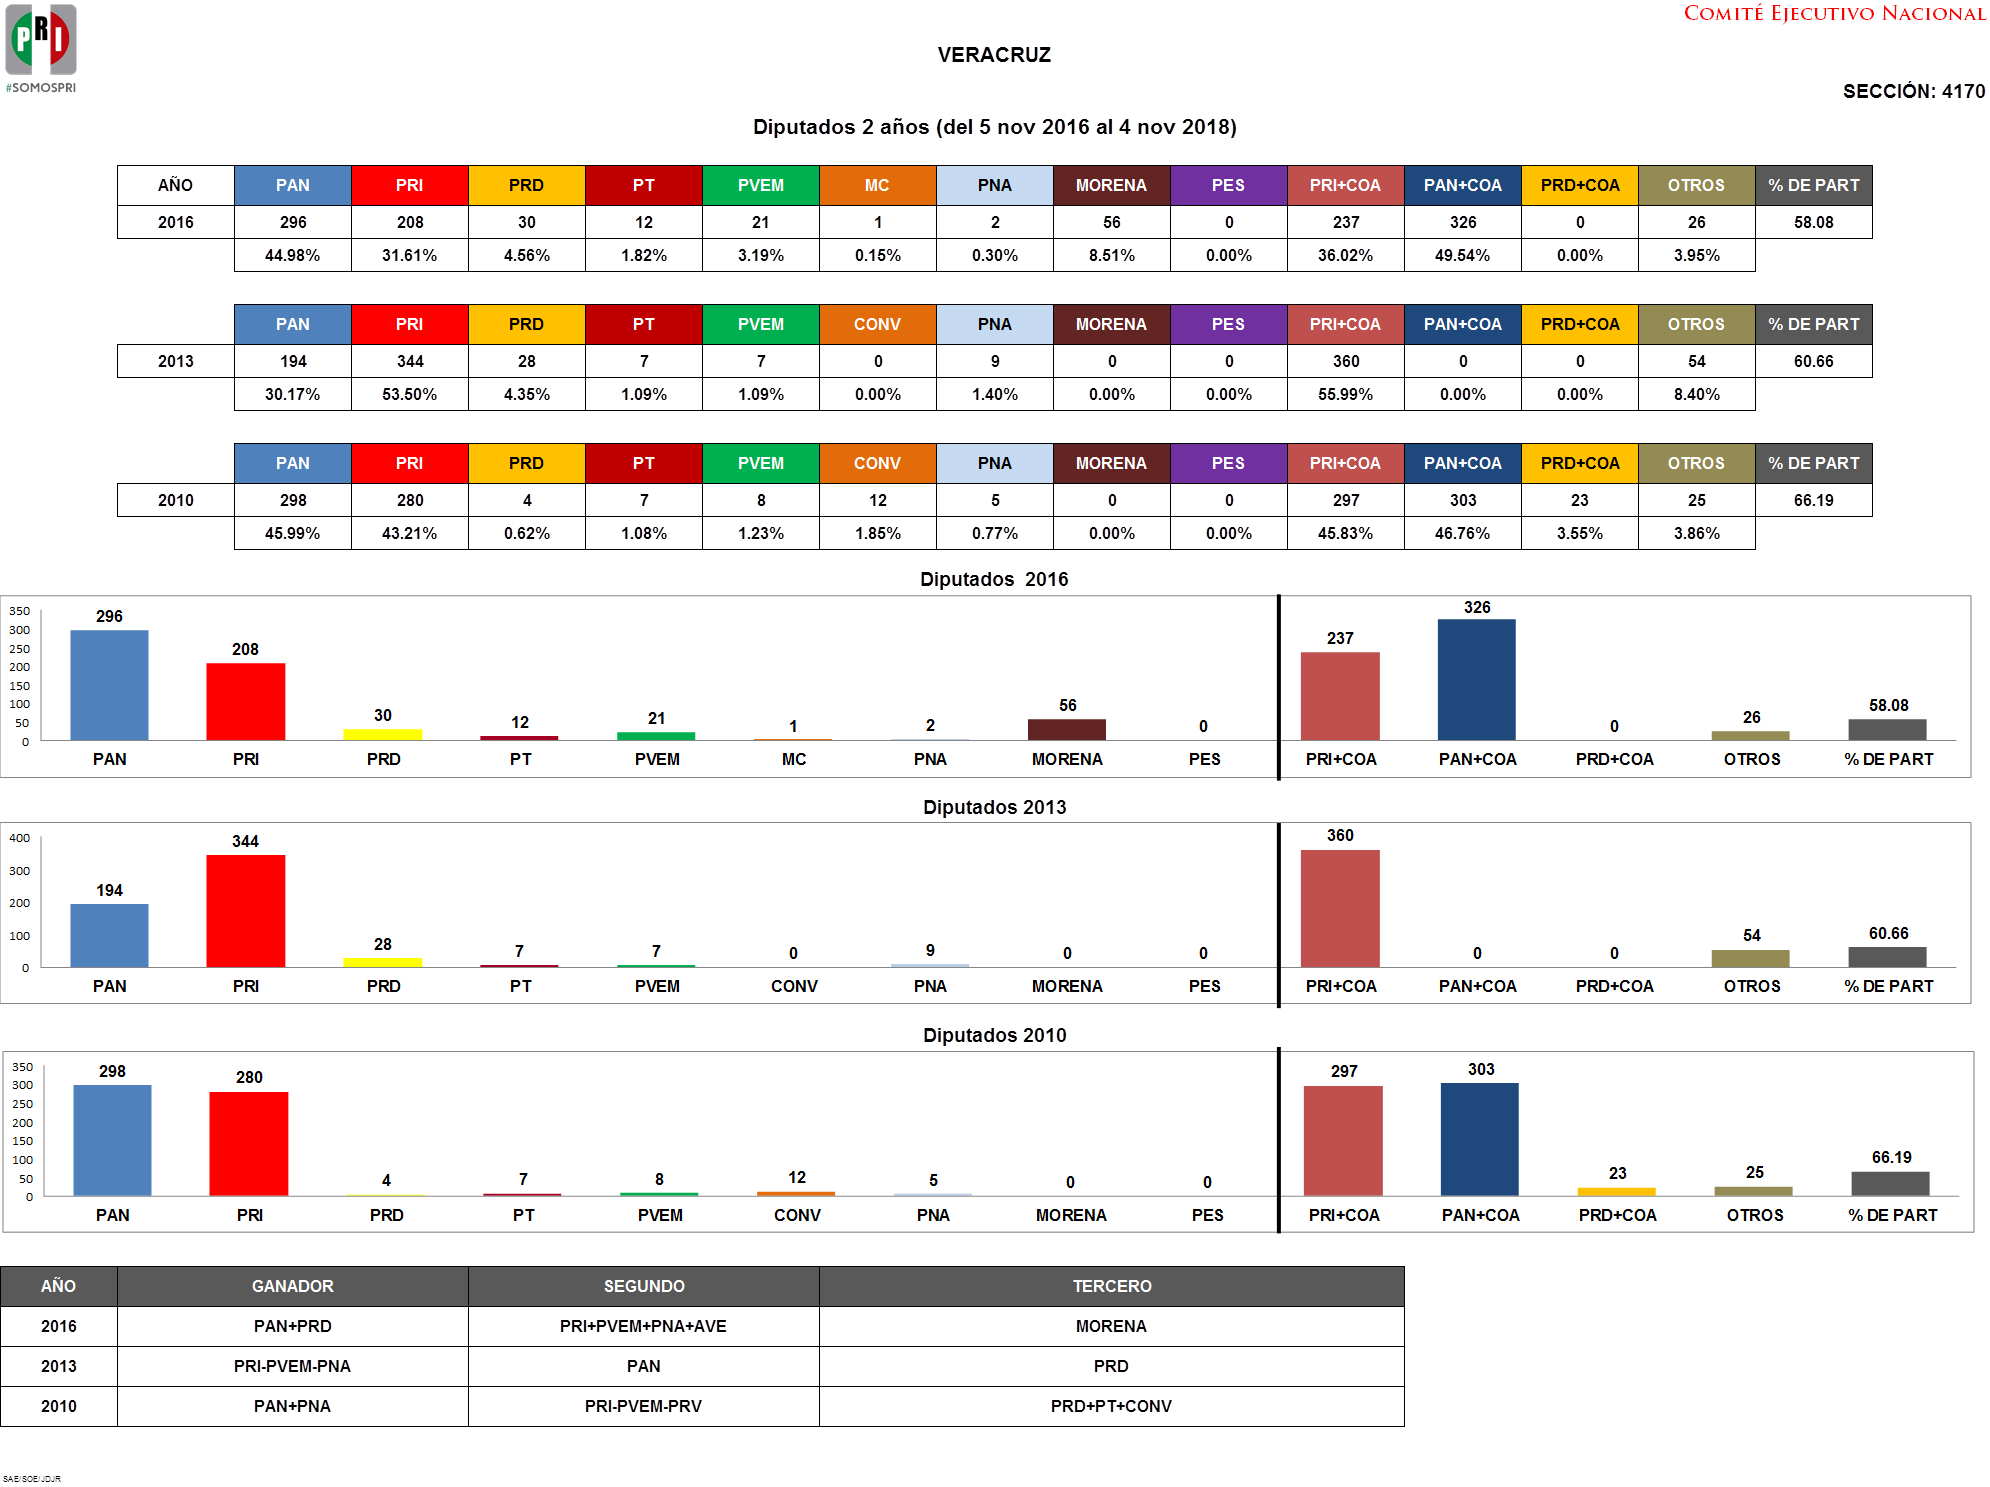 PRI
#SOMOSPRI
COMITÉ EJECUTIVO NACIONAL
VERACRUZ
SECCIÓN: 4170
Diputados 2 años (del 5 nov 2016 al 4 nov 2018)
AÑO PAN PRI PRD PT PVEM MC PNA MORENA PES PRI+COA PAN+COA PRD+COA OTROS % DE PART
2016 296 208 30 12 21 1 2 56 0 237 326 0 26 58.08
44.98% 31.61% 4.56% 1.82% 3.19% 0.15% 0.30% 8.51% 0.00% 36.02% 49.54% 0.00% 3.95%
PAN PRI PRD PT PVEM CONV PNA MORENA PES PRI+COA PAN+COA PRD+COA OTROS % DE PART
2013 194 344 28 7 7 0 9 0 0 360 0 0 54 60.66
30.17% 53.50% 4.35% 1.09% 1.09% 0.00% 1.40% 0.00% 0.00% 55.99% 0.00% 0.00% 8.40%
PAN PRI PRD PT PVEM CONV PNA MORENA PES PRI+COA PAN+COA PRD+COA OTROS % DE PART
2010 298 280 4 7 8 12 5 0 0 297 303 23 25 66.19
45.99% 43.21% 0.62% 1.08% 1.23% 1.85% 0.77% 0.00% 0.00% 45.83% 46.76% 3.55% 3.86%
Diputados 2016
350
300
250
200
150
100
50
0
296 208 30 12 21 1 2 56 0 237 326 0 26 58.08
PAN PRI PRD PT PVEM MC PNA MORENA PES PRI+COA PAN+COA PRD+COA OTROS % DE PART
Diputados 2013
400
300
200
100
0
194 344 28 7 7 0 9 0 0 360 0 0 54 60.66
PAN PRI PRD PT PVEM CONV PNA MORENA PES PRI+COA PAN+COA PRD+COA OTROS % DE PART
Diputados 2010
350
300
250
200
150
100
50
0
298 280 4 7 8 12 5 0 0 297 303 23 25 66.19
PAN PRI PRD PT PVEM CONV PNA MORENA PES PRI+COA PAN+COA PRD+COA OTROS % DE PART
AÑO GANADOR SEGUNDO TERCERO
2016 PAN+PRD PRI+PVEM+PNA+AVE MORENA
2013 PRI-PVEM-PNA PAN PRD
2010 PAN+PNA PRI-PVEM-PRV PRD+PT+CONV
SAE/SOE/JDJR